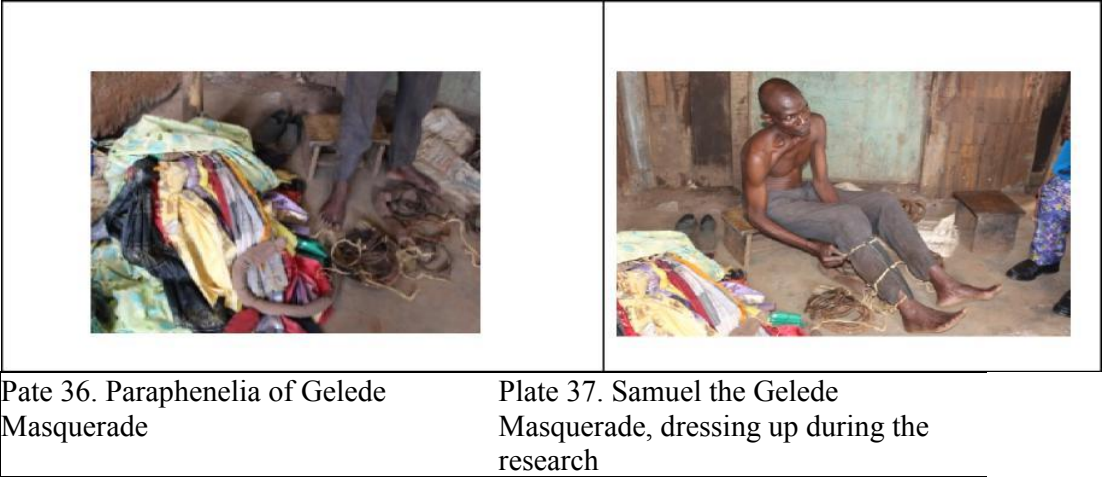 Pate 36. Paraphenelia of Gelede
Masquerade
Plate 37. Samuel the Gelede
Masquerade, dressing up during the
research